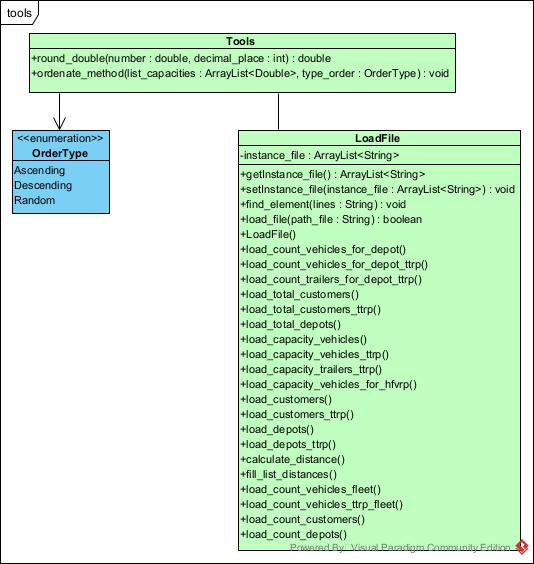 tools
Tools
+round_double(number : double, decimal_place : int) : double
+ordenate_method(list_capacities : ArrayList<Double>, type_order : OrderType) : void
<<enumeration>>
OrderType
Ascending
Descending
Random
LoadFile
-instance_file : ArrayList<String>
+getInstance_file() : ArrayList<String>
+setInstance_file(instance_file : ArrayList<String>) : void
+find_element(lines : String) : void
+load_file(path_file : String) : boolean
+LoadFile()
+load_count_vehicles_for_depot()
+load_count_vehicles_for_depot_ttrp()
+load_count_trailers_for_depot_ttrp()
+load_total_customers()
+load_total_customers_ttrp()
+load_total_depots()
+load_capacity_vehicles()
+load_capacity_vehicles_ttrp()
+load_capacity_trailers_ttrp()
+load_capacity_vehicles_for_hfvrp()
+load_customers()
+load_customers_ttrp()
+load_depots()
+load_depots_ttrp()
+calculate_distance()
+fill_list_distances()
+load_count_vehicles_fleet()
+load_count_vehicles_ttrp_fleet()
+load_count_customers()
+load_count_depots()
Powered By: Visual Paradigm Community Edition